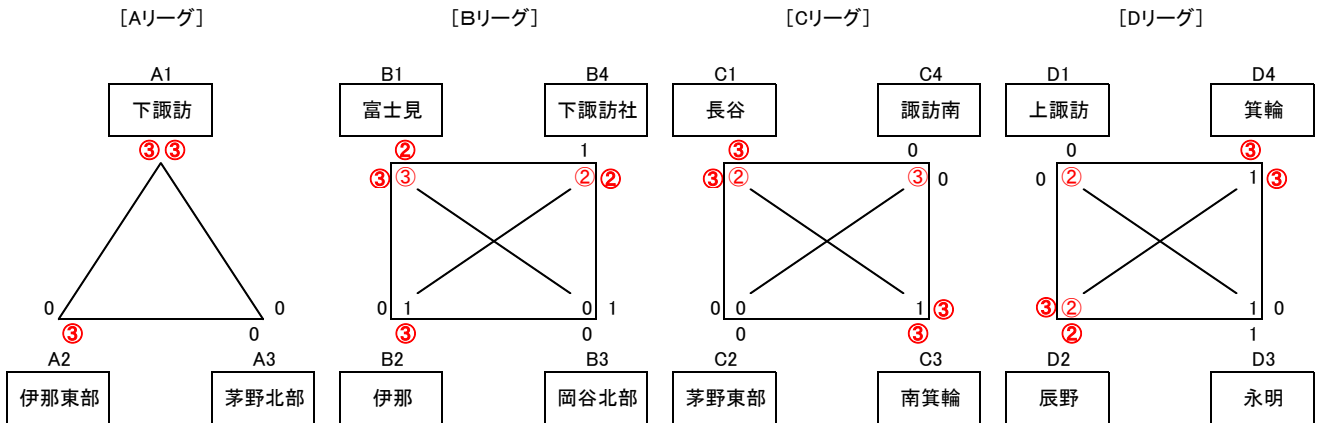 [Aリーグ] [Bリーグ] [Cリーグ] [Dリーグ]
A1 B1 B4 C1 C4 D1 D4
下諏訪 富士見 下諏訪社 長谷 諏訪南 上諏訪 箕輪
③ ③ ② 1 ③ 0 0 ③
③ ③ ② ② ③ ② ③ 0 0 ② 1 ③
0 0 0 1 0 1 0 0 1 ③ ③ ② 1 0
③ 0 ③ 0 0 ③ ② 1
A2 A3 B2 B3 C2 C3 D2 D3
伊那東部 茅野北部 伊那 岡谷北部 茅野東部 南箕輪 辰野 永明